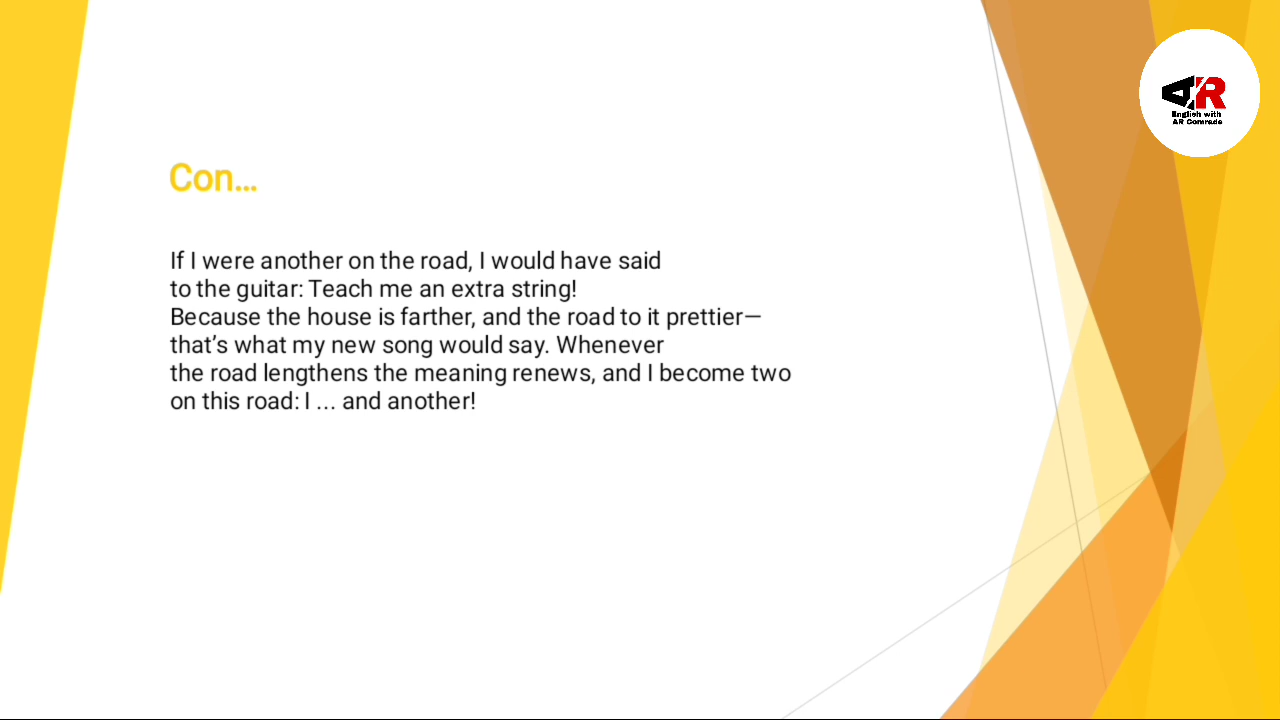 Con...
If I were another on the road, I would have said
to the guitar: Teach me an extra string!
Because the house is farther, and the road to it prettier—
that’s what my new song would say. Whenever
the road lengthens the meaning renews, and I become two
on this road: I … and another!
AR
English with
AR Comrade